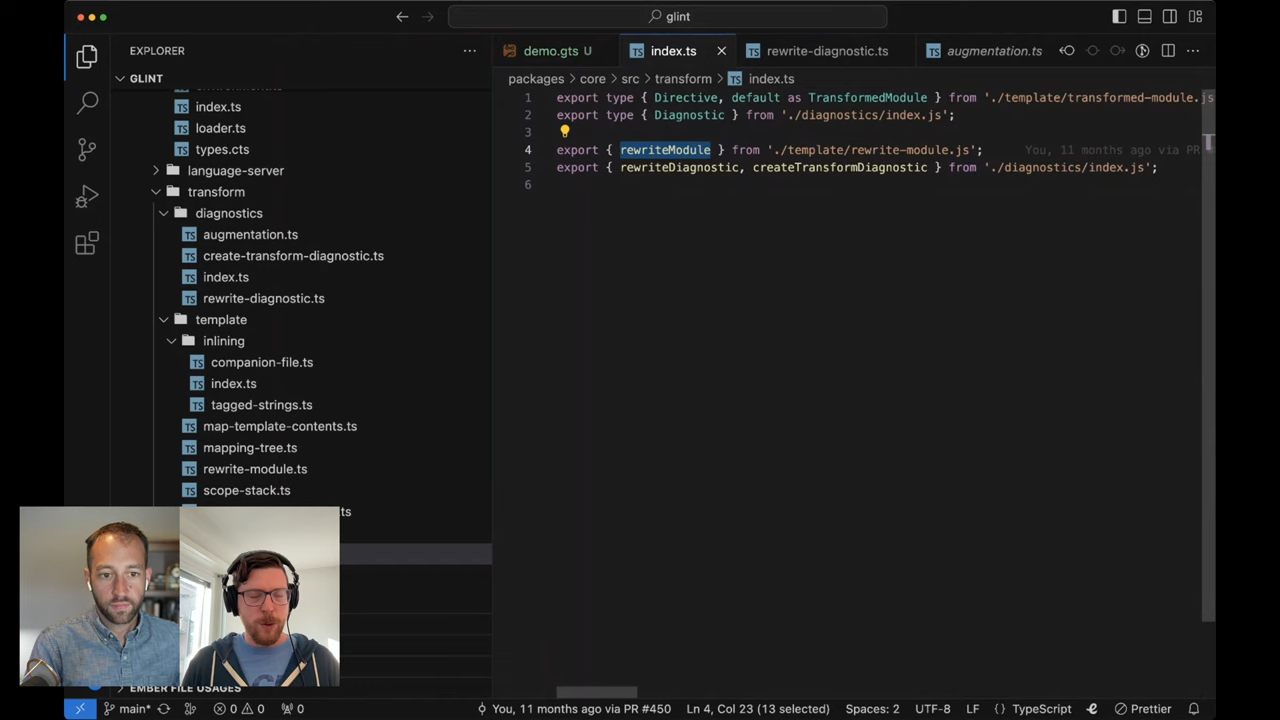 glint
EXPLORER
demo.gts U
index.ts
rewrite-diagnostic.ts
augmentation.ts
GLINT
packages
core
src
transform
index.ts
index.ts
loader.ts
types.cts
language-server
transform
diagnostics
augmentation.ts
create-transform-diagnostic.ts
index.ts
rewrite-diagnostic.ts
template
inlining
companion-file.ts
index.ts
tagged-strings.ts
map-template-contents.ts
mapping-tree.ts
rewrite-module.ts
scope-stack.ts
.ts
EMBER FILE USAGES
1 export type { Directive, default as TransformedModule } from './template/transformed-module.js
2 export type { Diagnostic } from './diagnostics/index.js';
3
4 export { rewriteModule } from './template/rewrite-module.js'; You, 11 months ago via PR
5 export { rewriteDiagnostic, createTransformDiagnostic } from './diagnostics/index.js';
6
main* 0 0 0 You, 11 months ago via PR #450 Ln 4, Col 23 (13 selected) Spaces: 2 UTF-8 LF { } TypeScript Prettier